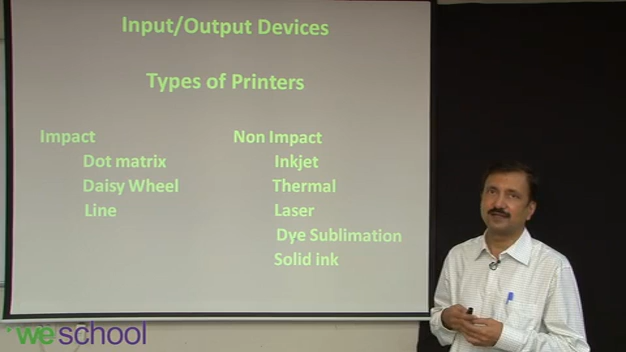 Input/Output Devices
Types of Printers
Impact
Dot matrix
Daisy Wheel
Line
Non Impact
Inkjet
Thermal
Laser
Dye Sublimation
Solid ink
weschool